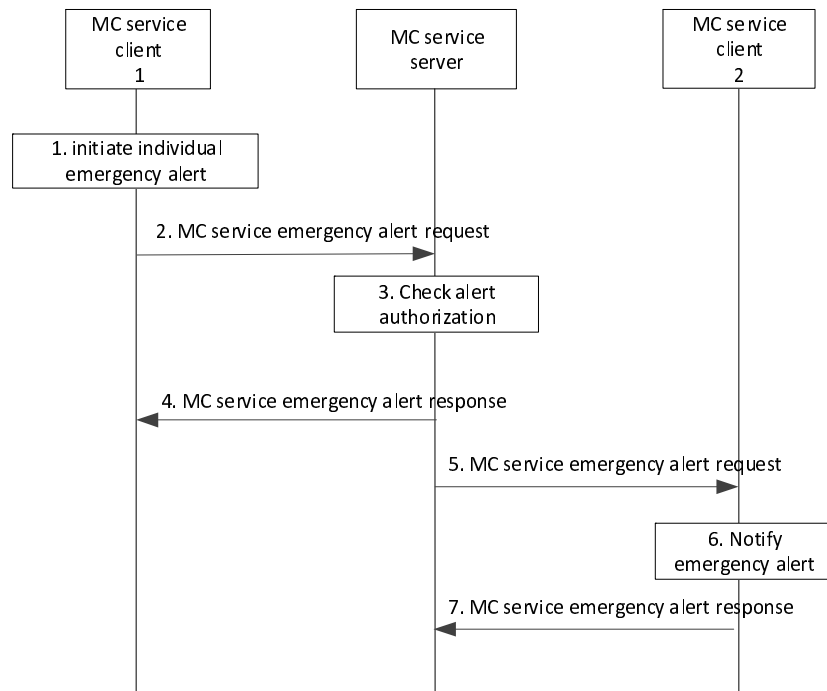 MC service
client
1
MC service
server
MC service
client
2
1. initiate individual
emergency alert
2. MC service emergency alert request
3. Check alert
authorization
4. MC service emergency alert response
5. MC service emergency alert request
6. Notify
emergency alert
7. MC service emergency alert response